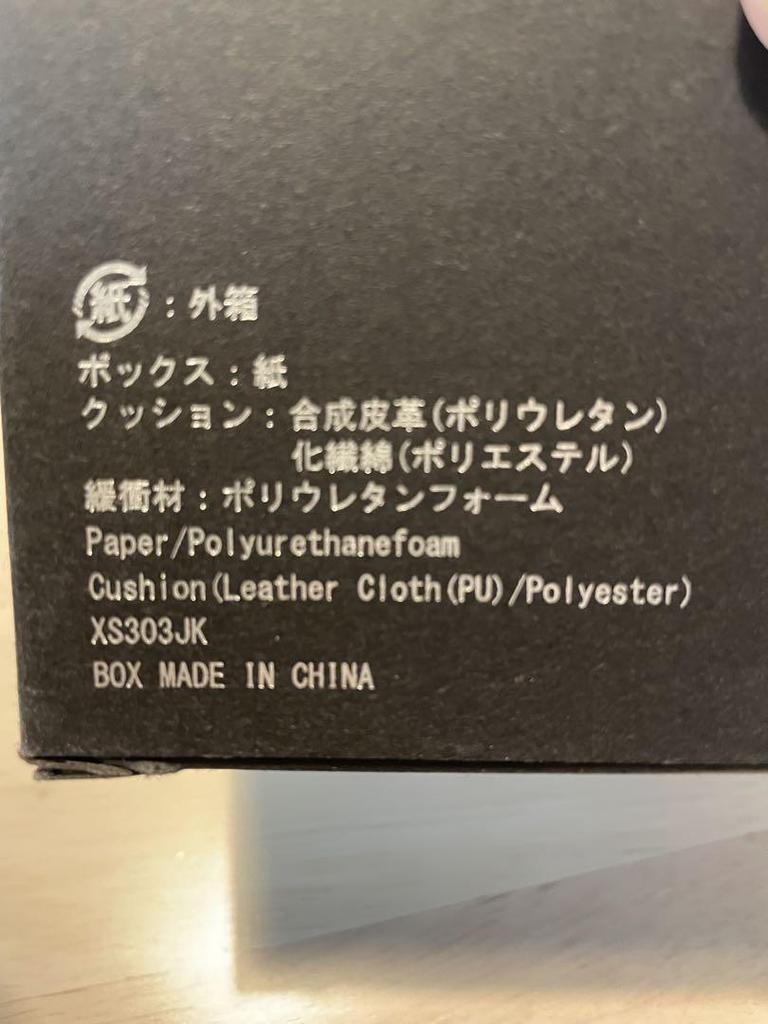 紙：外箱
ボックス：紙
クッション：合成皮革(ポリウレタン)
化繊綿(ポリエステル)
緩衝材：ポリウレタンフォーム
Paper/Polyurethanefoam
Cushion(Leather Cloth(PU)/Polyester)
XS303JK
BOX MADE IN CHINA